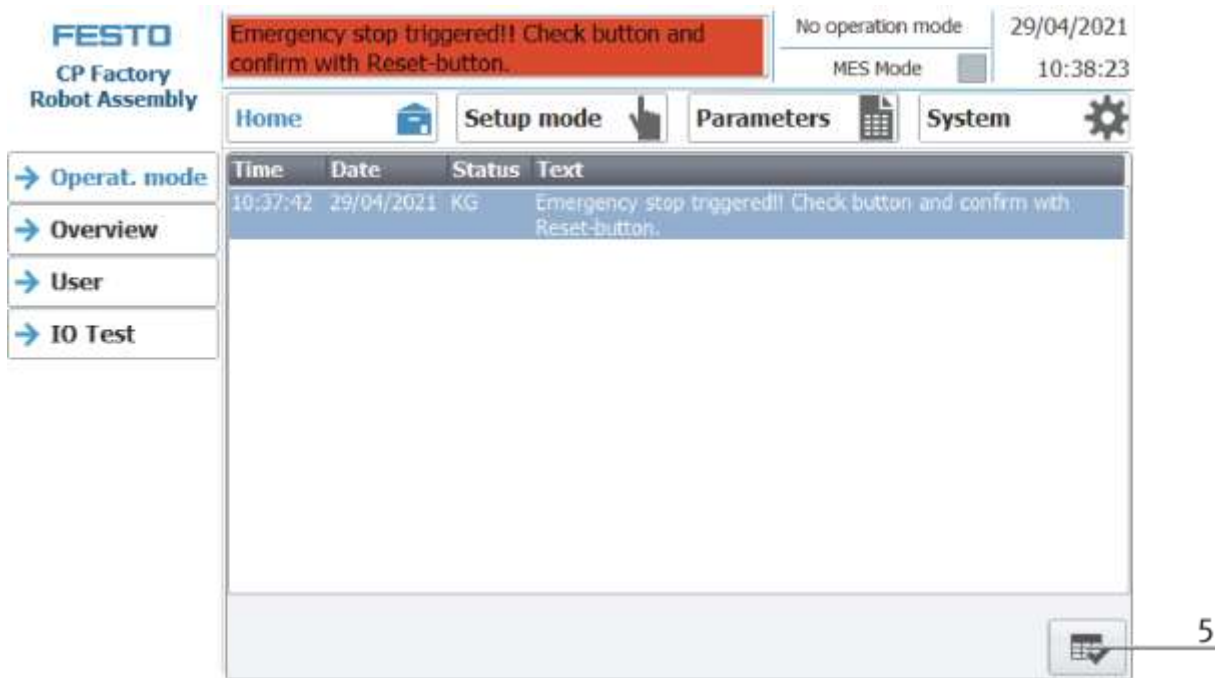 FESTO
CP Factory
Robot Assembly
Emergency stop triggered!! Check button and
confirm with Reset-button.
No operation mode
MES Mode
29/04/2021
10:38:23
Home
Setup mode
Parameters
System
Operat. mode
Overview
User
IO Test
Time Date Status Text
10:37:42 29/04/2021 KG Emergency stop triggered!! Check button and confirm with
Reset-button.
5